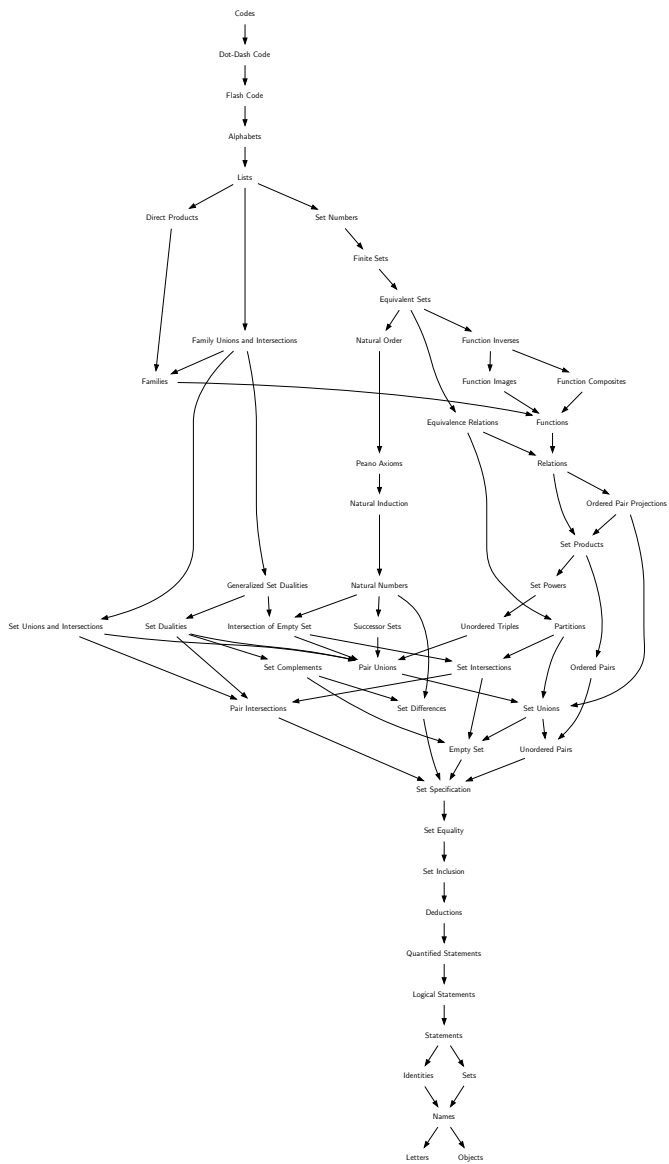 Codes
Dot-Dash Code
Flash Code
Alphabets
Lists
Direct Products
Set Numbers
Finite Sets
Equivalent Sets
Family Unions and Intersections
Natural Order
Function Inverses
Families
Function Images
Function Composites
Equivalence Relations
Functions
Peano Axioms
Relations
Natural Induction
Ordered Pair Projections
Set Products
Generalized Set Dualities
Natural Numbers
Set Powers
Set Unions and Intersections
Set Dualities
Intersection of Empty Set
Successor Sets
Unordered Triples
Partitions
Set Complements
Pair Unions
Set Intersections
Ordered Pairs
Pair Intersections
Set Differences
Set Unions
Empty Set
Unordered Pairs
Set Specification
Set Equality
Set Inclusion
Deductions
Quantified Statements
Logical Statements
Statements
Identities
Sets
Names
Letters
Objects